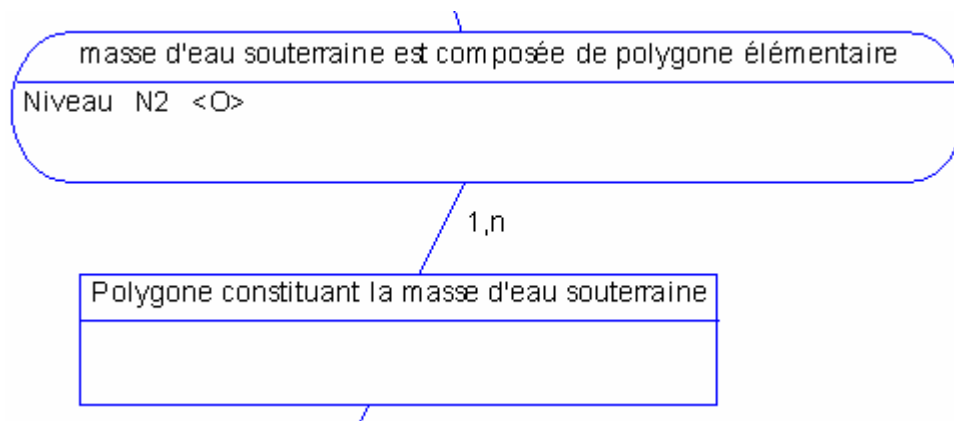 masse d'eau souterraine est composée de polygone élémentaire
Niveau N2 <O>
1,n
Polygone constituant la masse d'eau souterraine